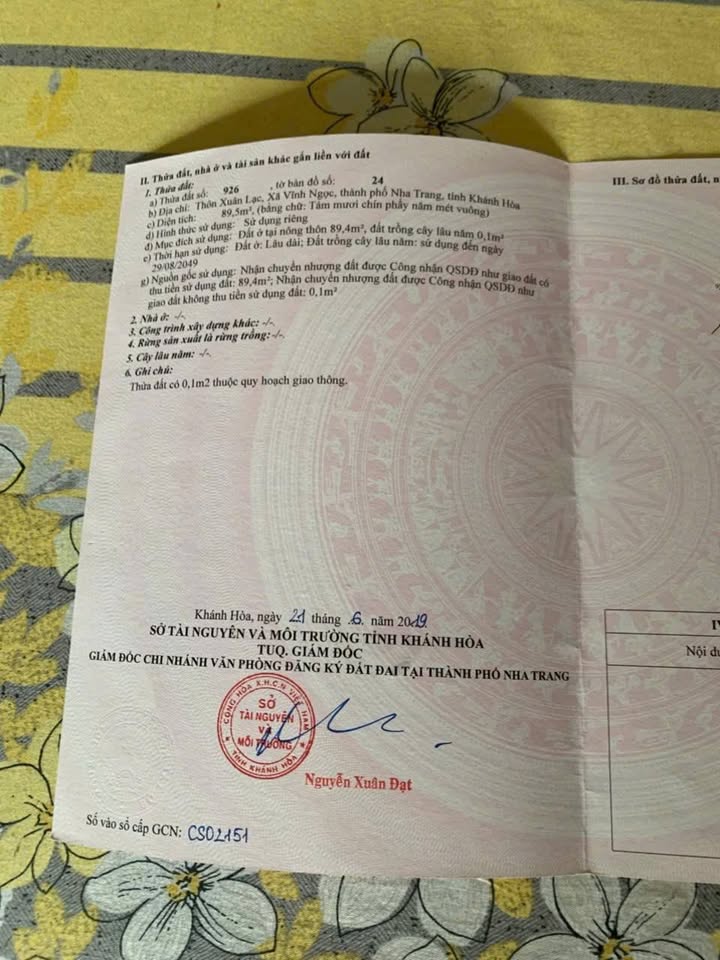 II. Thửa đất, nhà ở và tài sản khác gắn liền với đất
1. Thửa đất:
a) Thửa đất số: 926 , tờ bản đồ số: 24
b) Địa chỉ: Thôn Xuân Lạc, Xã Vĩnh Ngọc, thành phố Nha Trang, tỉnh Khánh Hòa
c) Diện tích: 89,5m², (bằng chữ: Tám mươi chín phẩy năm mét vuông)
d) Hình thức sử dụng: Sử dụng riêng
đ) Mục đích sử dụng: Đất ở tại nông thôn 89,4m², đất trồng cây lâu năm 0,1m²
e) Thời hạn sử dụng: Đất ở: Lâu dài; Đất trồng cây lâu năm: sử dụng đến ngày
29/08/2049
g) Nguồn gốc sử dụng: Nhận chuyển nhượng đất được Công nhận QSDĐ như giao đất có
thu tiền sử dụng đất: 89,4m²; Nhận chuyển nhượng đất được Công nhận QSDĐ như
giao đất không thu tiền sử dụng đất: 0,1m²
2. Nhà ở: -/-.
3. Công trình xây dựng khác: -/-.
4. Rừng sản xuất là rừng trồng: -/-.
5. Cây lâu năm: -/-.
6. Ghi chú:
Thửa đất có 0,1m2 thuộc quy hoạch giao thông.
Khánh Hòa, ngày 21 tháng 6 năm 2019
SỞ TÀI NGUYÊN VÀ MÔI TRƯỜNG TỈNH KHÁNH HÒA
TUQ. GIÁM ĐỐC
GIÁM ĐỐC CHI NHÁNH VĂN PHÒNG ĐĂNG KÝ ĐẤT ĐAI TẠI THÀNH PHỐ NHA TRANG
CỘNG HÒA X.H.C.N VIỆT NAM
SỞ
TÀI NGUYÊN
VÀ
MÔI TRƯỜNG
TỈNH KHÁNH HÒA
Nguyễn Xuân Đạt
Số vào sổ cấp GCN: CS02151
III. Sơ đồ thửa đất, n
IV
Nội du